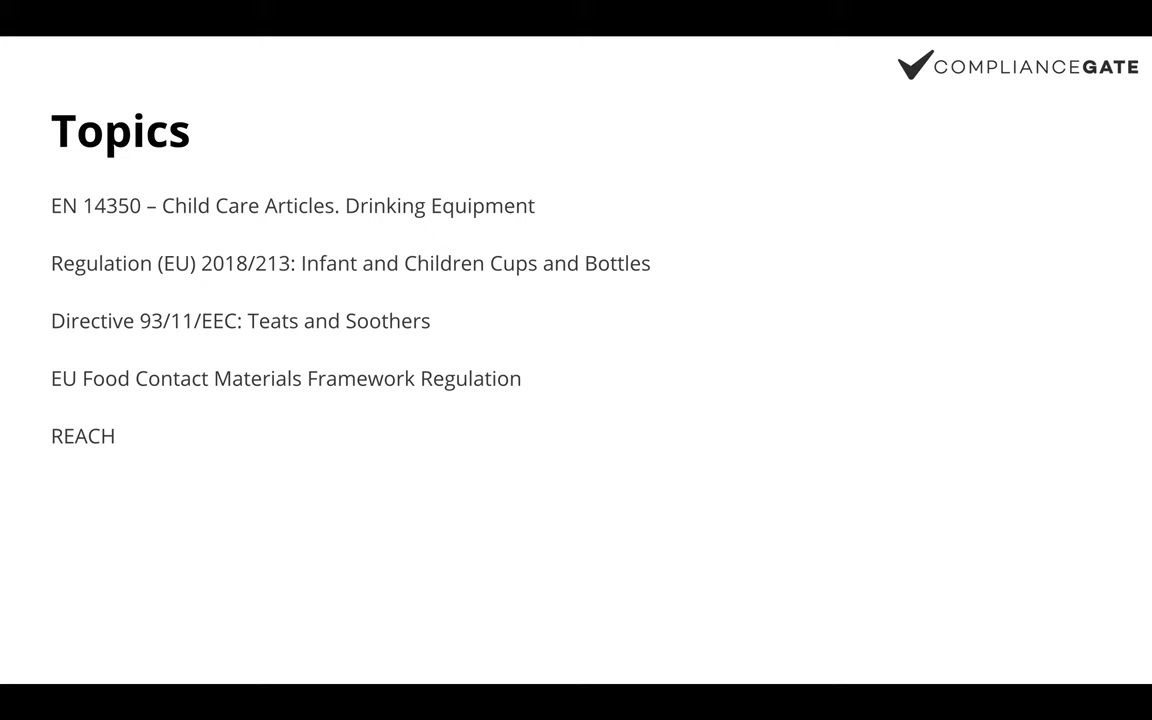 COMPLIANCEGATE
Topics
EN 14350 – Child Care Articles. Drinking Equipment
Regulation (EU) 2018/213: Infant and Children Cups and Bottles
Directive 93/11/EEC: Teats and Soothers
EU Food Contact Materials Framework Regulation
REACH